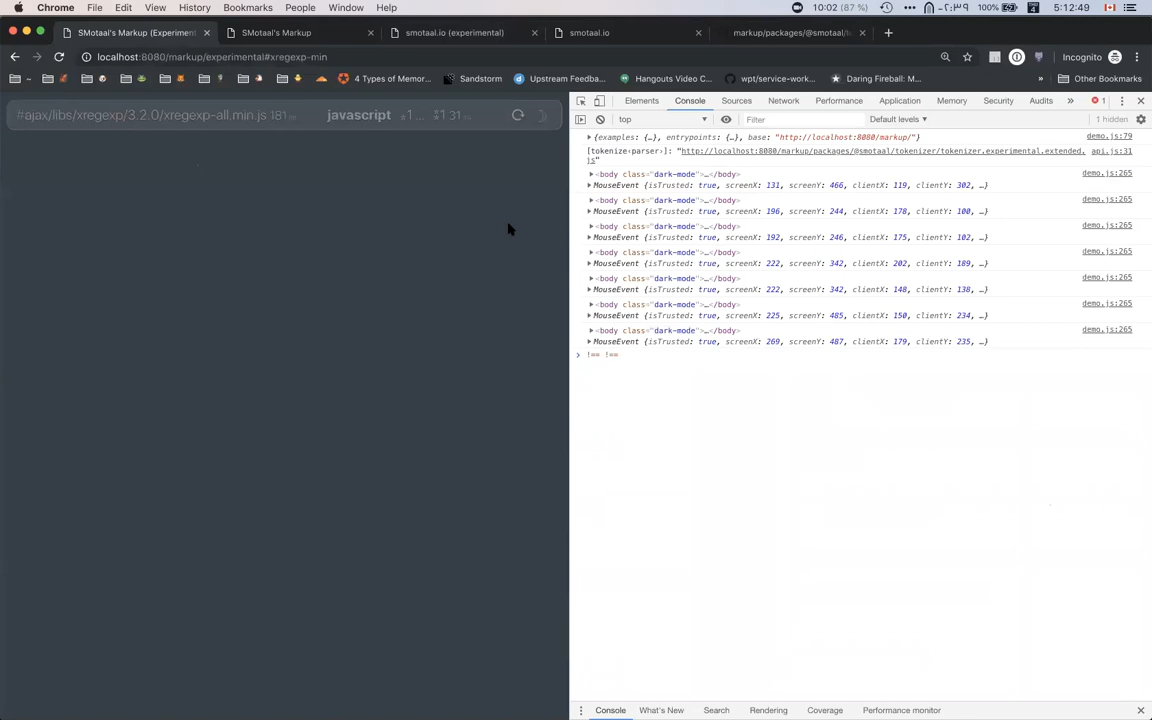 Chrome File Edit View History Bookmarks People Window Help 10:02 (87 %) 100% THU 4 5:12:49
SMotaal's Markup (Experiment SMotaal's Markup smotaal.io (experimental) smotaal.io markup/packages/@smotaal/t
localhost:8080/markup/experimental#xregexp-min Incognito
~ 4 Types of Memor... Sandstorm Upstream Feedba... Hangouts Video C... wpt/service-work... Daring Fireball: M... » Other Bookmarks
#ajax/libs/xregexp/3.2.0/xregexp-all.min.js 181 javascript
Elements Console Sources Network Performance Application Memory Security Audits » 1
top Filter Default levels 1 hidden
{examples: {…}, entrypoints: {…}, base: "http://localhost:8080/markup/"} demo.js:79
[tokenize‹parser›]: "http://localhost:8080/markup/packages/@smotaal/tokenizer/tokenizer.experimental.extended. api.js:31
js"
<body class="dark-mode">…</body> demo.js:265
MouseEvent {isTrusted: true, screenX: 131, screenY: 466, clientX: 119, clientY: 302, …}
<body class="dark-mode">…</body> demo.js:265
MouseEvent {isTrusted: true, screenX: 196, screenY: 244, clientX: 178, clientY: 100, …}
<body class="dark-mode">…</body> demo.js:265
MouseEvent {isTrusted: true, screenX: 192, screenY: 246, clientX: 175, clientY: 102, …}
<body class="dark-mode">…</body> demo.js:265
MouseEvent {isTrusted: true, screenX: 222, screenY: 342, clientX: 202, clientY: 189, …}
<body class="dark-mode">…</body> demo.js:265
MouseEvent {isTrusted: true, screenX: 222, screenY: 342, clientX: 148, clientY: 138, …}
<body class="dark-mode">…</body> demo.js:265
MouseEvent {isTrusted: true, screenX: 225, screenY: 485, clientX: 150, clientY: 234, …}
<body class="dark-mode">…</body> demo.js:265
MouseEvent {isTrusted: true, screenX: 269, screenY: 487, clientX: 179, clientY: 235, …}
!== !==
Console What's New Search Rendering Coverage Performance monitor